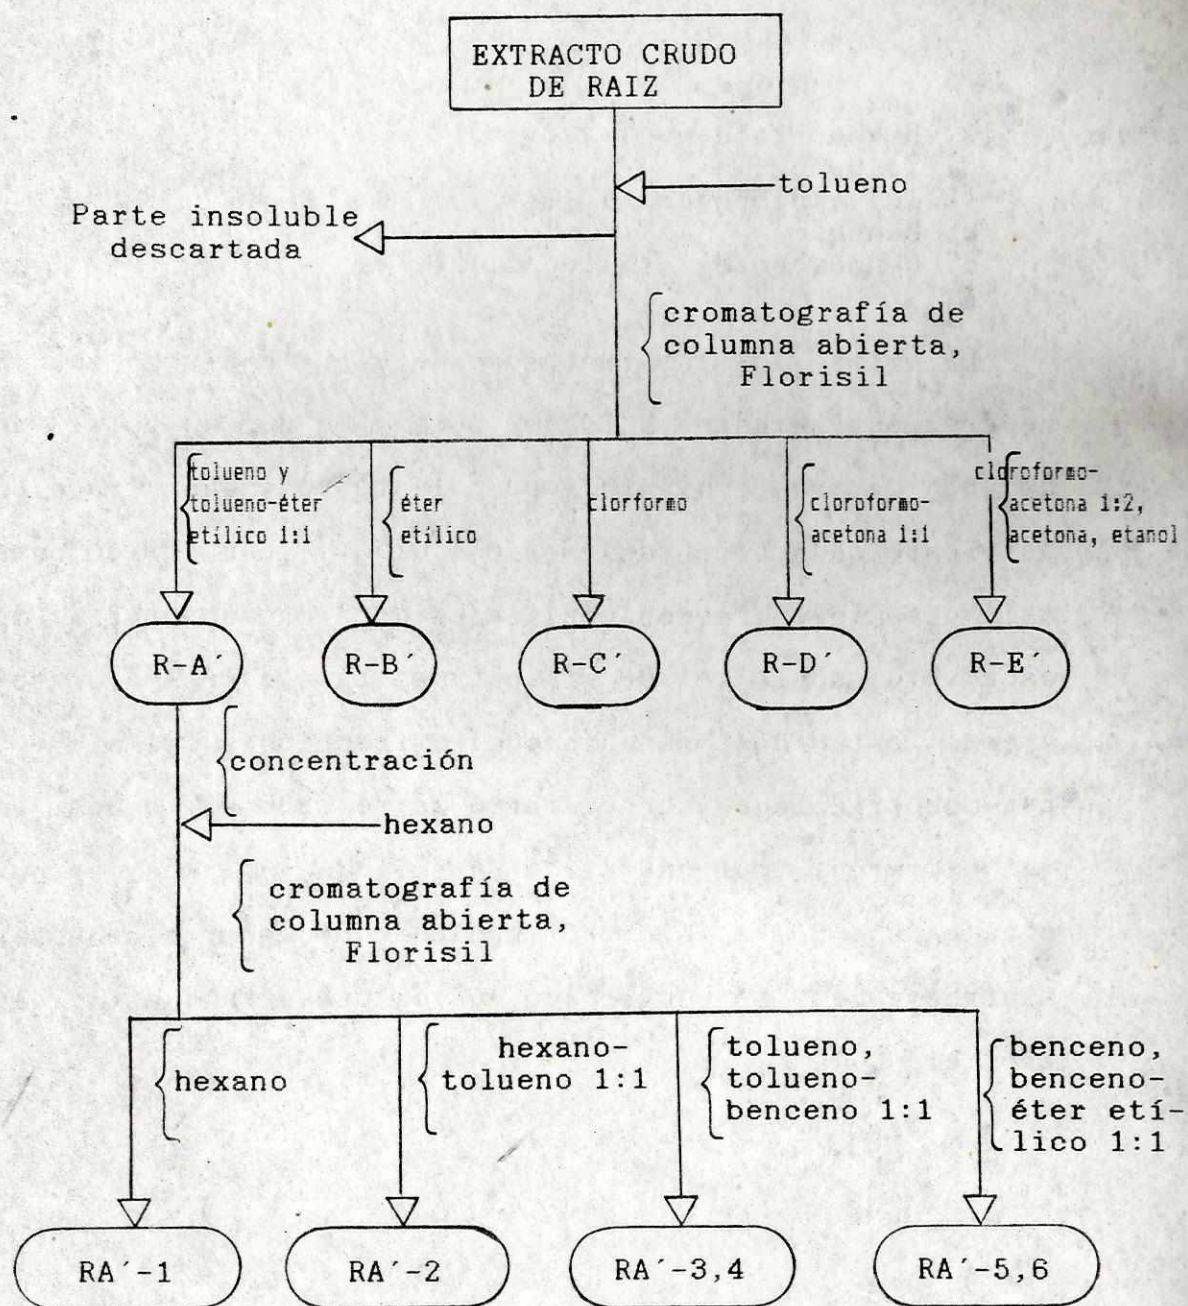 EXTRACTO CRUDO
DE RAIZ
tolueno
Parte insoluble
descartada
cromatografía de
columna abierta,
Florisil
tolueno y
tolueno-éter
etílico 1:1
éter
etílico
clorformo
cloroformo-
acetona 1:1
cloroformo-
acetona 1:2,
acetona, etanol
R-A´
R-B´
R-C´
R-D´
R-E´
concentración
hexano
cromatografía de
columna abierta,
Florisil
hexano
hexano-
tolueno 1:1
tolueno,
tolueno-
benceno 1:1
benceno,
benceno-
éter etí-
lico 1:1
RA´-1
RA´-2
RA´-3,4
RA´-5,6